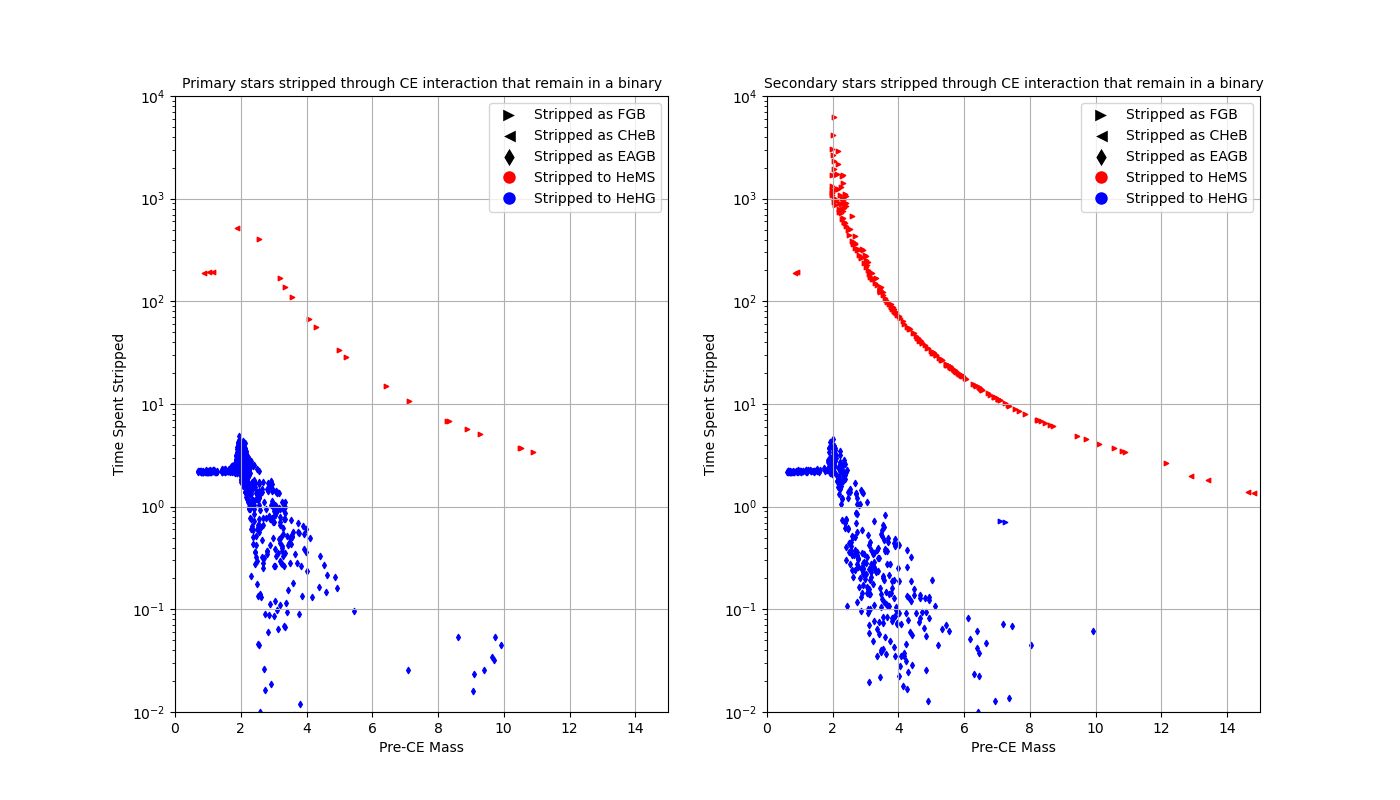 Primary stars stripped through CE interaction that remain in a binary
Time Spent Stripped
10^4
10^3
10^2
10^1
10^0
10^-1
10^-2
Stripped as FGB
Stripped as CHeB
Stripped as EAGB
Stripped to HeMS
Stripped to HeHG
0 2 4 6 8 10 12 14
Pre-CE Mass
Secondary stars stripped through CE interaction that remain in a binary
Time Spent Stripped
10^4
10^3
10^2
10^1
10^0
10^-1
10^-2
Stripped as FGB
Stripped as CHeB
Stripped as EAGB
Stripped to HeMS
Stripped to HeHG
0 2 4 6 8 10 12 14
Pre-CE Mass